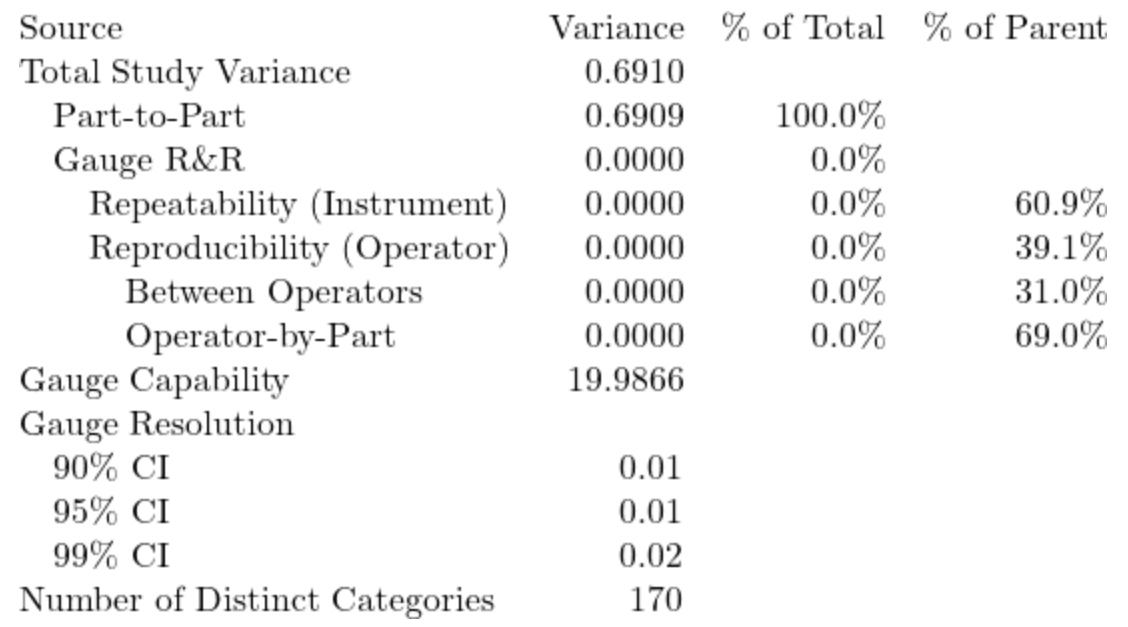 Source Variance % of Total % of Parent
Total Study Variance 0.6910
Part-to-Part 0.6909 100.0%
Gauge R&R 0.0000 0.0%
Repeatability (Instrument) 0.0000 0.0% 60.9%
Reproducibility (Operator) 0.0000 0.0% 39.1%
Between Operators 0.0000 0.0% 31.0%
Operator-by-Part 0.0000 0.0% 69.0%
Gauge Capability 19.9866
Gauge Resolution
90% CI 0.01
95% CI 0.01
99% CI 0.02
Number of Distinct Categories 170